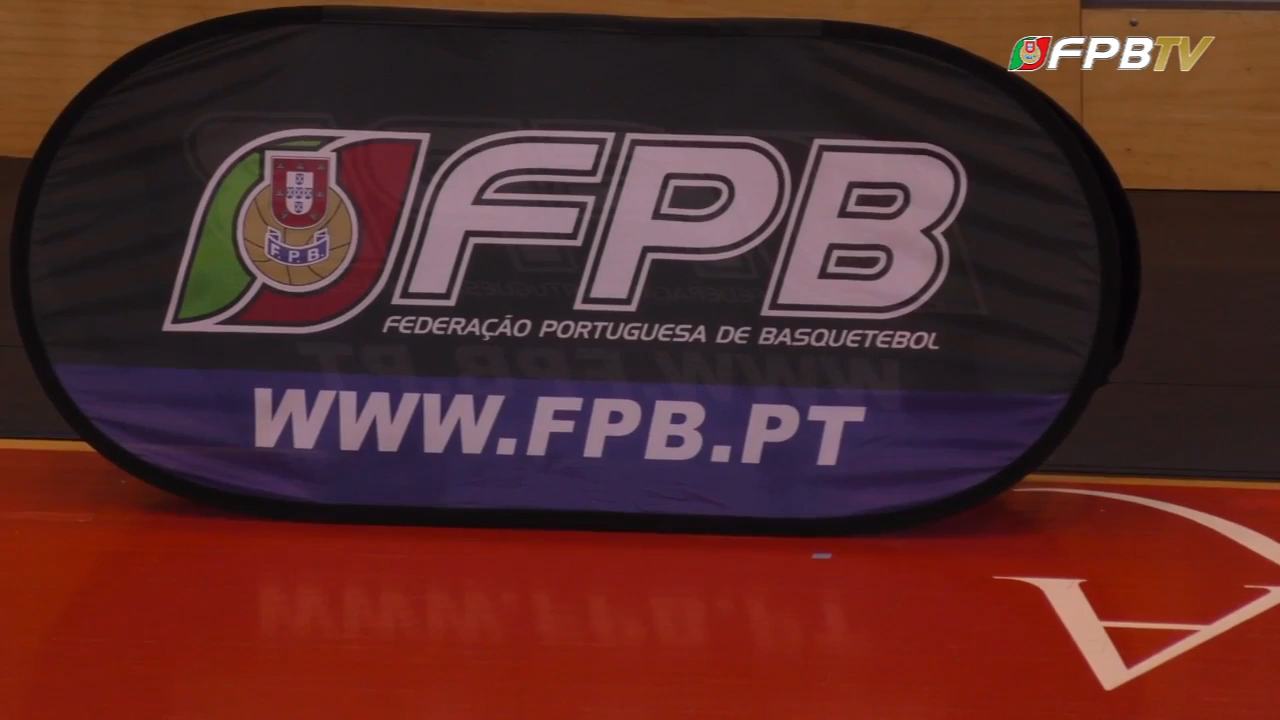 FPBTV
FPB
F.P.B.
FEDERAÇÃO PORTUGUESA DE BASQUETEBOL
WWW.FPB.PT
A